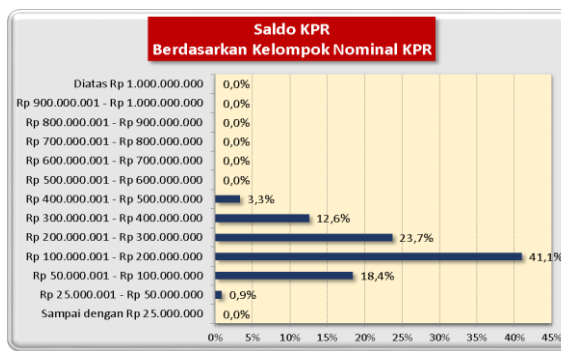 Saldo KPR
Berdasarkan Kelompok Nominal KPR
Diatas Rp 1.000.000.000 0,0%
Rp 900.000.001 - Rp 1.000.000.000 0,0%
Rp 800.000.001 - Rp 900.000.000 0,0%
Rp 700.000.001 - Rp 800.000.000 0,0%
Rp 600.000.001 - Rp 700.000.000 0,0%
Rp 500.000.001 - Rp 600.000.000 0,0%
Rp 400.000.001 - Rp 500.000.000 3,3%
Rp 300.000.001 - Rp 400.000.000 12,6%
Rp 200.000.001 - Rp 300.000.000 23,7%
Rp 100.000.001 - Rp 200.000.000 41,1%
Rp 50.000.001 - Rp 100.000.000 18,4%
Rp 25.000.001 - Rp 50.000.000 0,9%
Sampai dengan Rp 25.000.000 0,0%
0% 5% 10% 15% 20% 25% 30% 35% 40% 45%